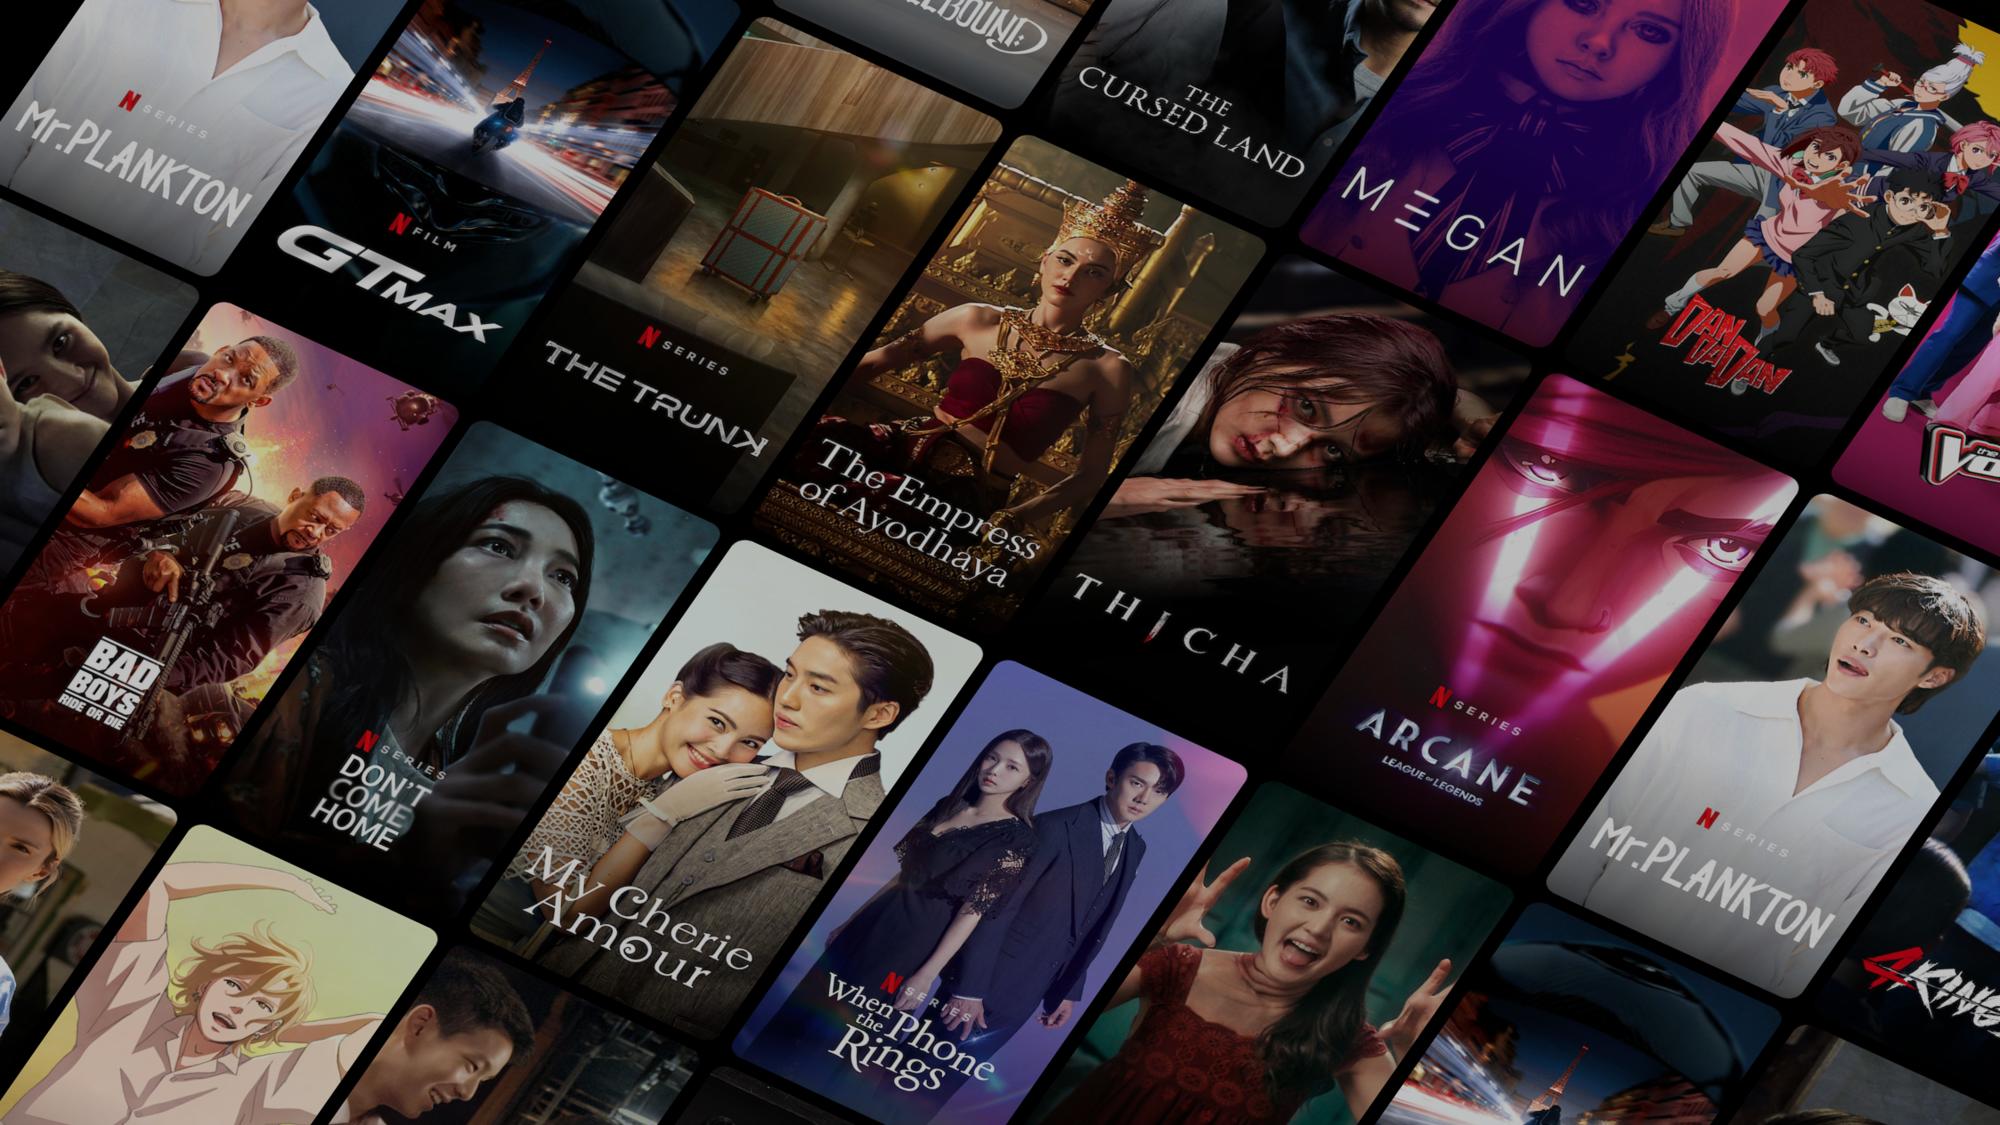 N SERIES
Mr.PLANKTON
N FILM
GTMAX
N SERIES
THE TRUNK
THE
CURSED LAND
MEGAN
DAN
DA DAN
The Empress
of Ayodhaya
THICHA
BAD
BOYS
RIDE OR DIE
N SERIES
DON'T
COME
HOME
My Cherie
Amour
N SERIES
When
the Phone
Rings
N SERIES
ARCANE
LEAGUE OF LEGENDS
N SERIES
Mr.PLANKTON